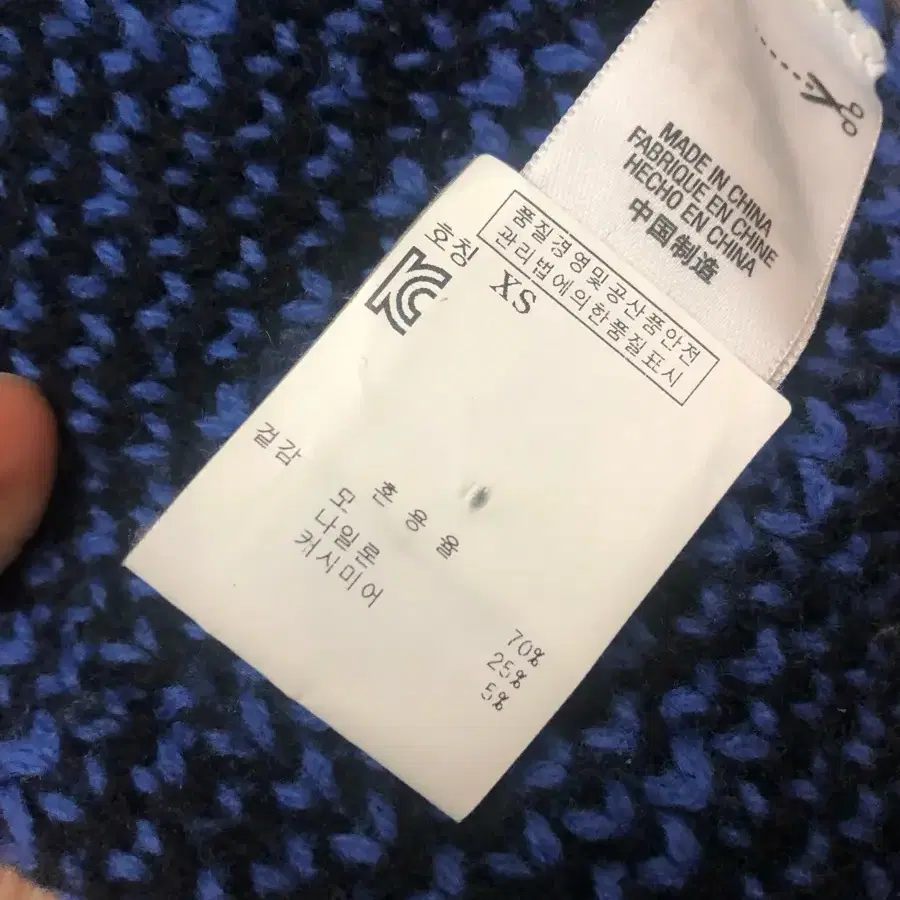 MADE IN CHINA
FABRIQUE EN CHINE
HECHO EN CHINA
中国制造
품질경영및공산품안전
관리법에의한품질표시
호칭 XS
KC
겉감
혼용율
모 70%
나일론 25%
캐시미어 5%